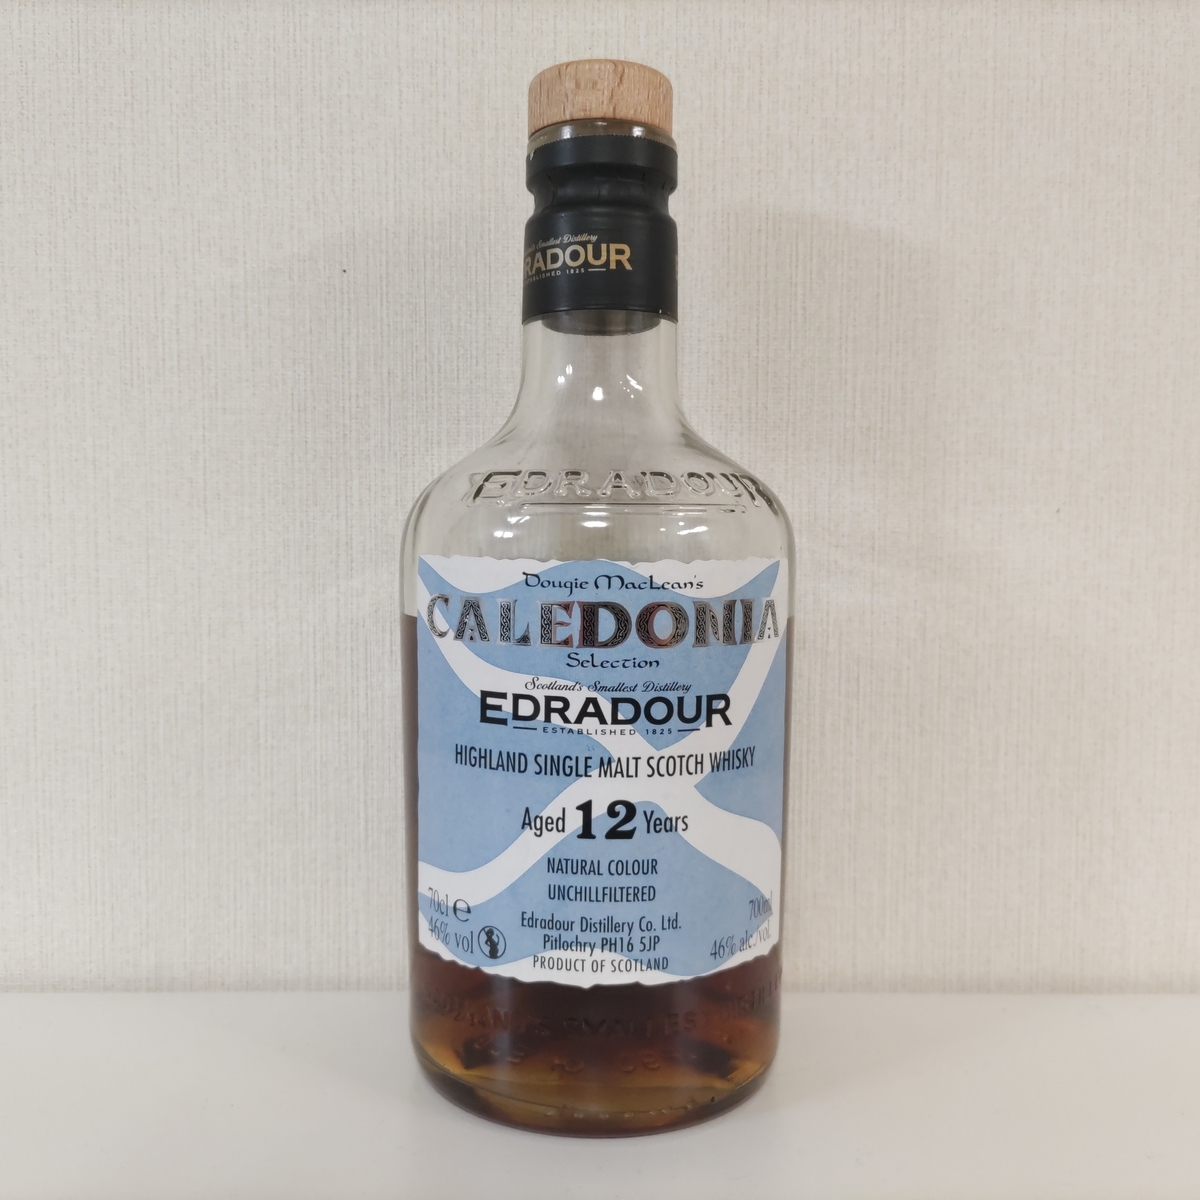 Smallest Distillery
RADOUR
ESTABLISHED 1825
EDRADOUR
Dougie MacLean's
CALEDONIA
Selection
Scotland's Smallest Distillery
EDRADOUR
ESTABLISHED 1825
HIGHLAND SINGLE MALT SCOTCH WHISKY
Aged 12 Years
NATURAL COLOUR
UNCHILLFILTERED
70cl e
46% vol
Edradour Distillery Co. Ltd.
Pitlochry PH16 5JP
PRODUCT OF SCOTLAND
700ml
46% alc./vol.